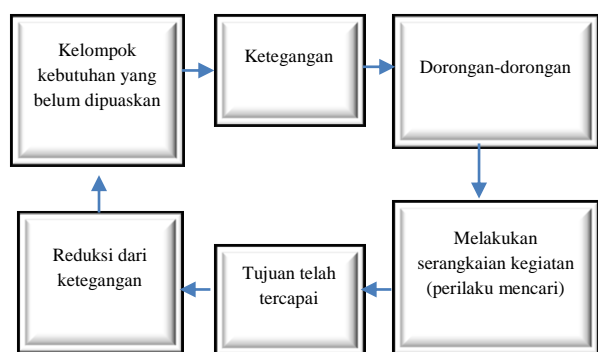 Kelompok
kebutuhan yang
belum dipuaskan
Ketegangan
Dorongan-dorongan
Melakukan
serangkaian kegiatan
(perilaku mencari)
Tujuan telah
tercapai
Reduksi dari
ketegangan